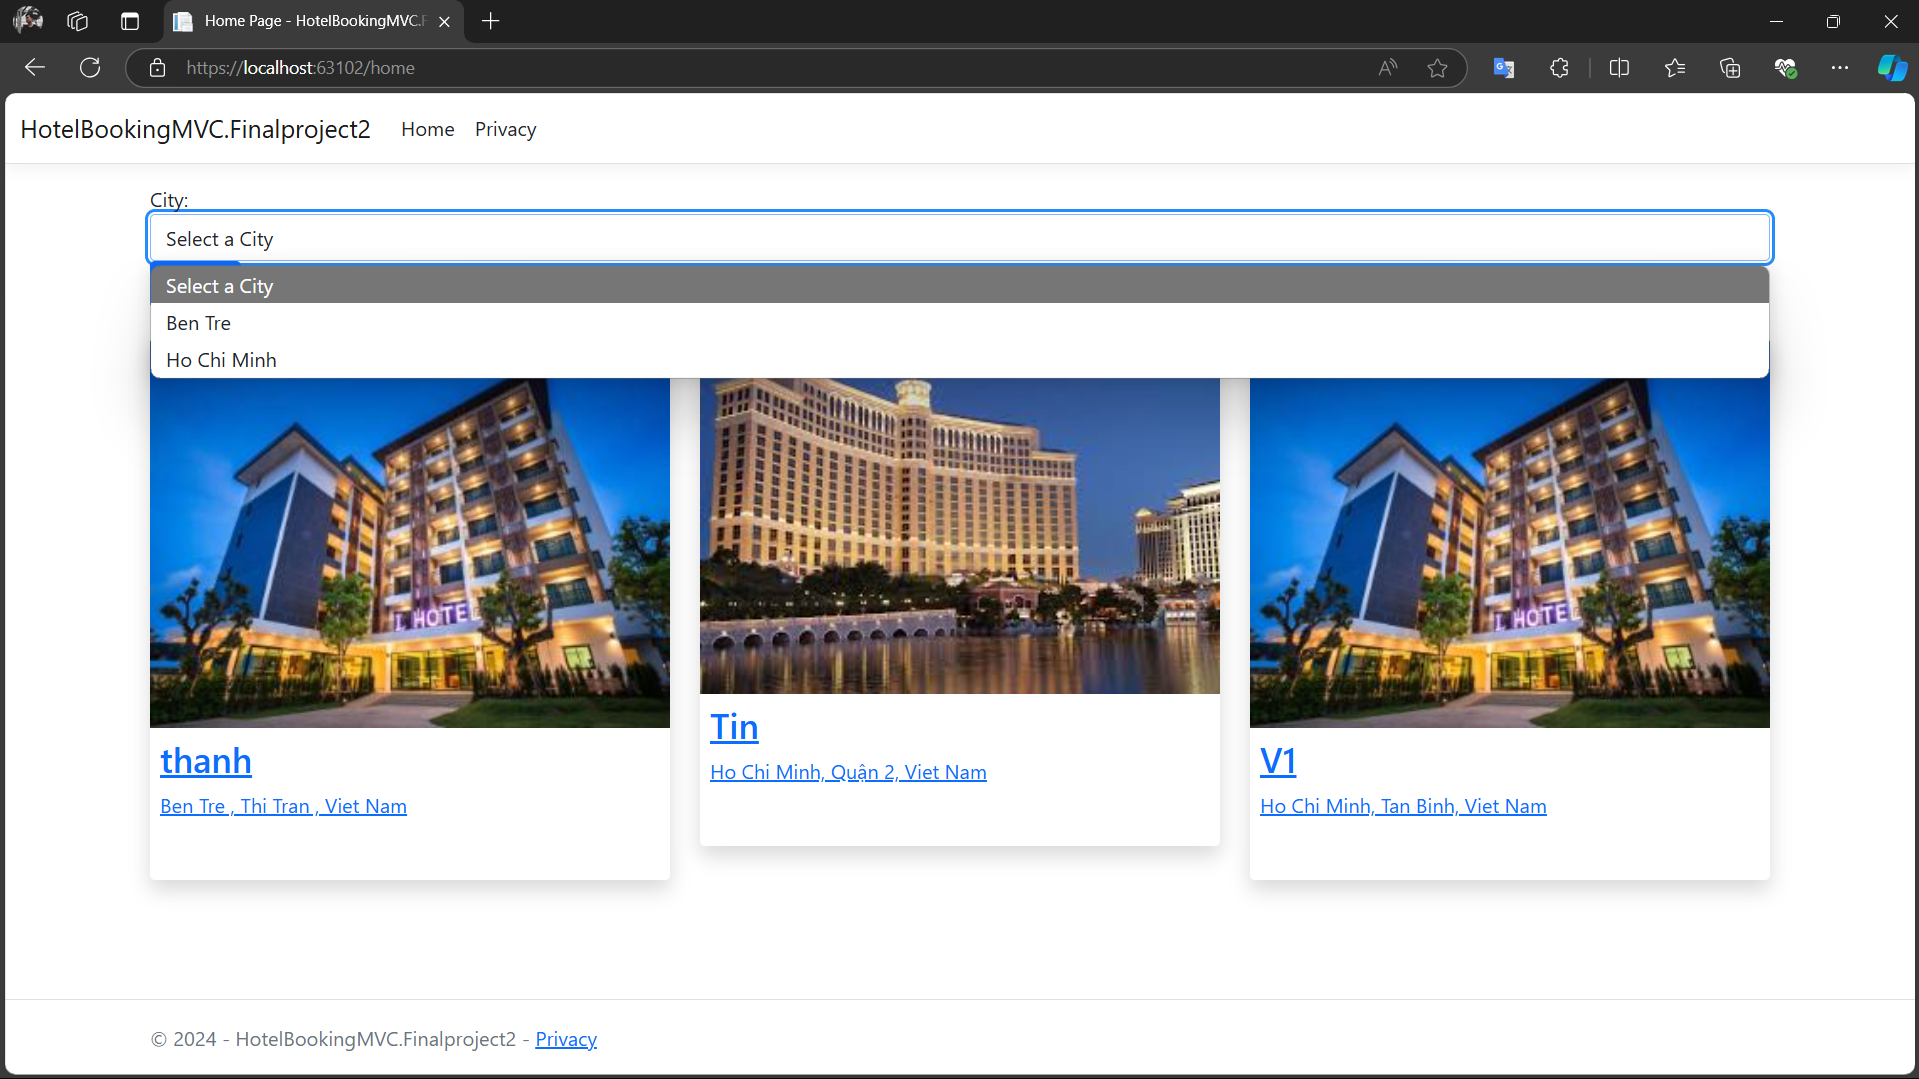 Home Page - HotelBookingMVC.F
https://localhost:63102/home
HotelBookingMVC.Finalproject2
Home
Privacy
City:
Select a City
Select a City
Ben Tre
Ho Chi Minh
I HOTEL
I HOTEL
thanh
Ben Tre , Thi Tran , Viet Nam
Tin
Ho Chi Minh, Quận 2, Viet Nam
V1
Ho Chi Minh, Tan Binh, Viet Nam
© 2024 - HotelBookingMVC.Finalproject2 - Privacy